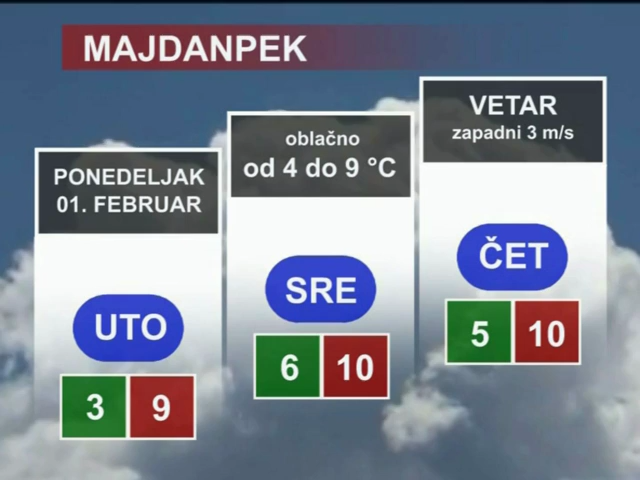 MAJDANPEK
PONEDELJAK
01. FEBRUAR
oblačno
od 4 do 9 °C
VETAR
zapadni 3 m/s
UTO
3 9
SRE
6 10
ČET
5 10